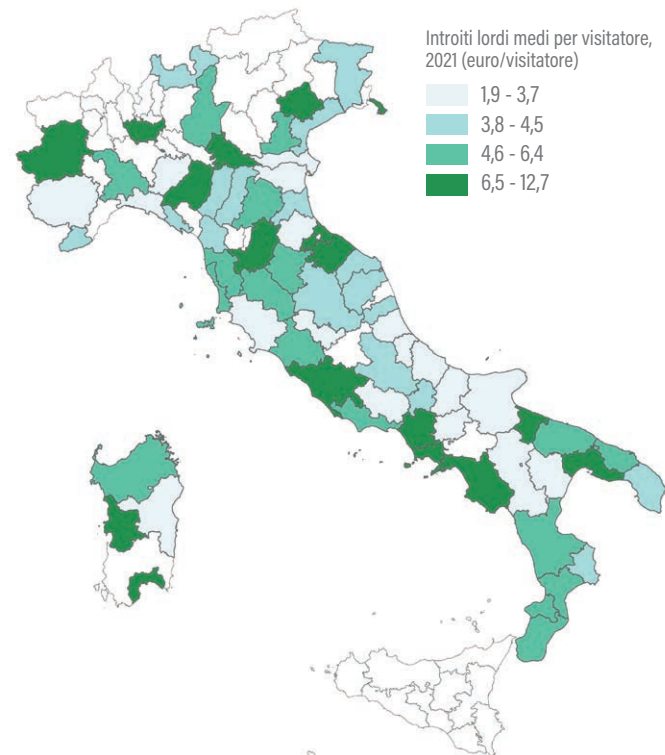 Introiti lordi medi per visitatore,
2021 (euro/visitatore)
1,9 - 3,7
3,8 - 4,5
4,6 - 6,4
6,5 - 12,7